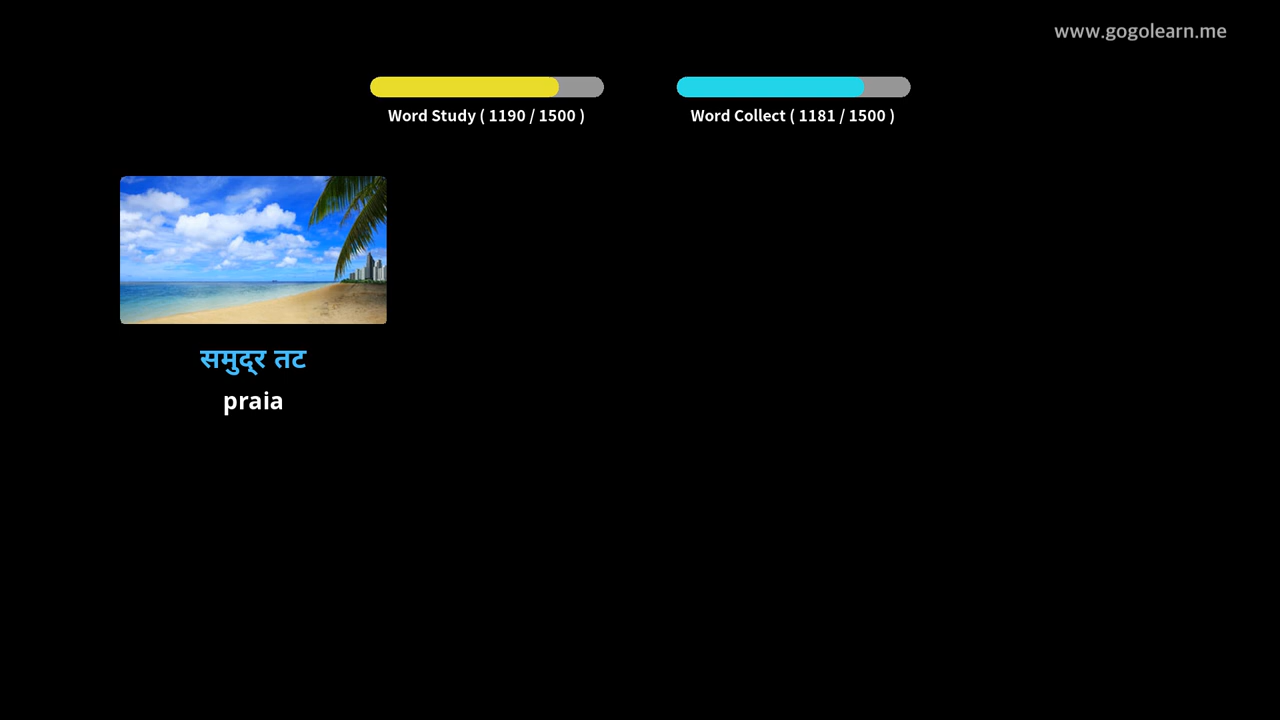 www.gogolearn.me
Word Study ( 1190 / 1500 )
Word Collect ( 1181 / 1500 )
समुद्र तट
praia